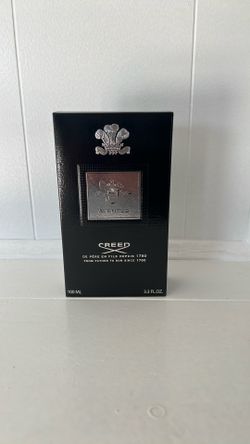 AVENTUS
CREED
DE PÈRE EN FILS DEPUIS 1760
FROM FATHER TO SON SINCE 1760
100 ML 3.3 FL.OZ.